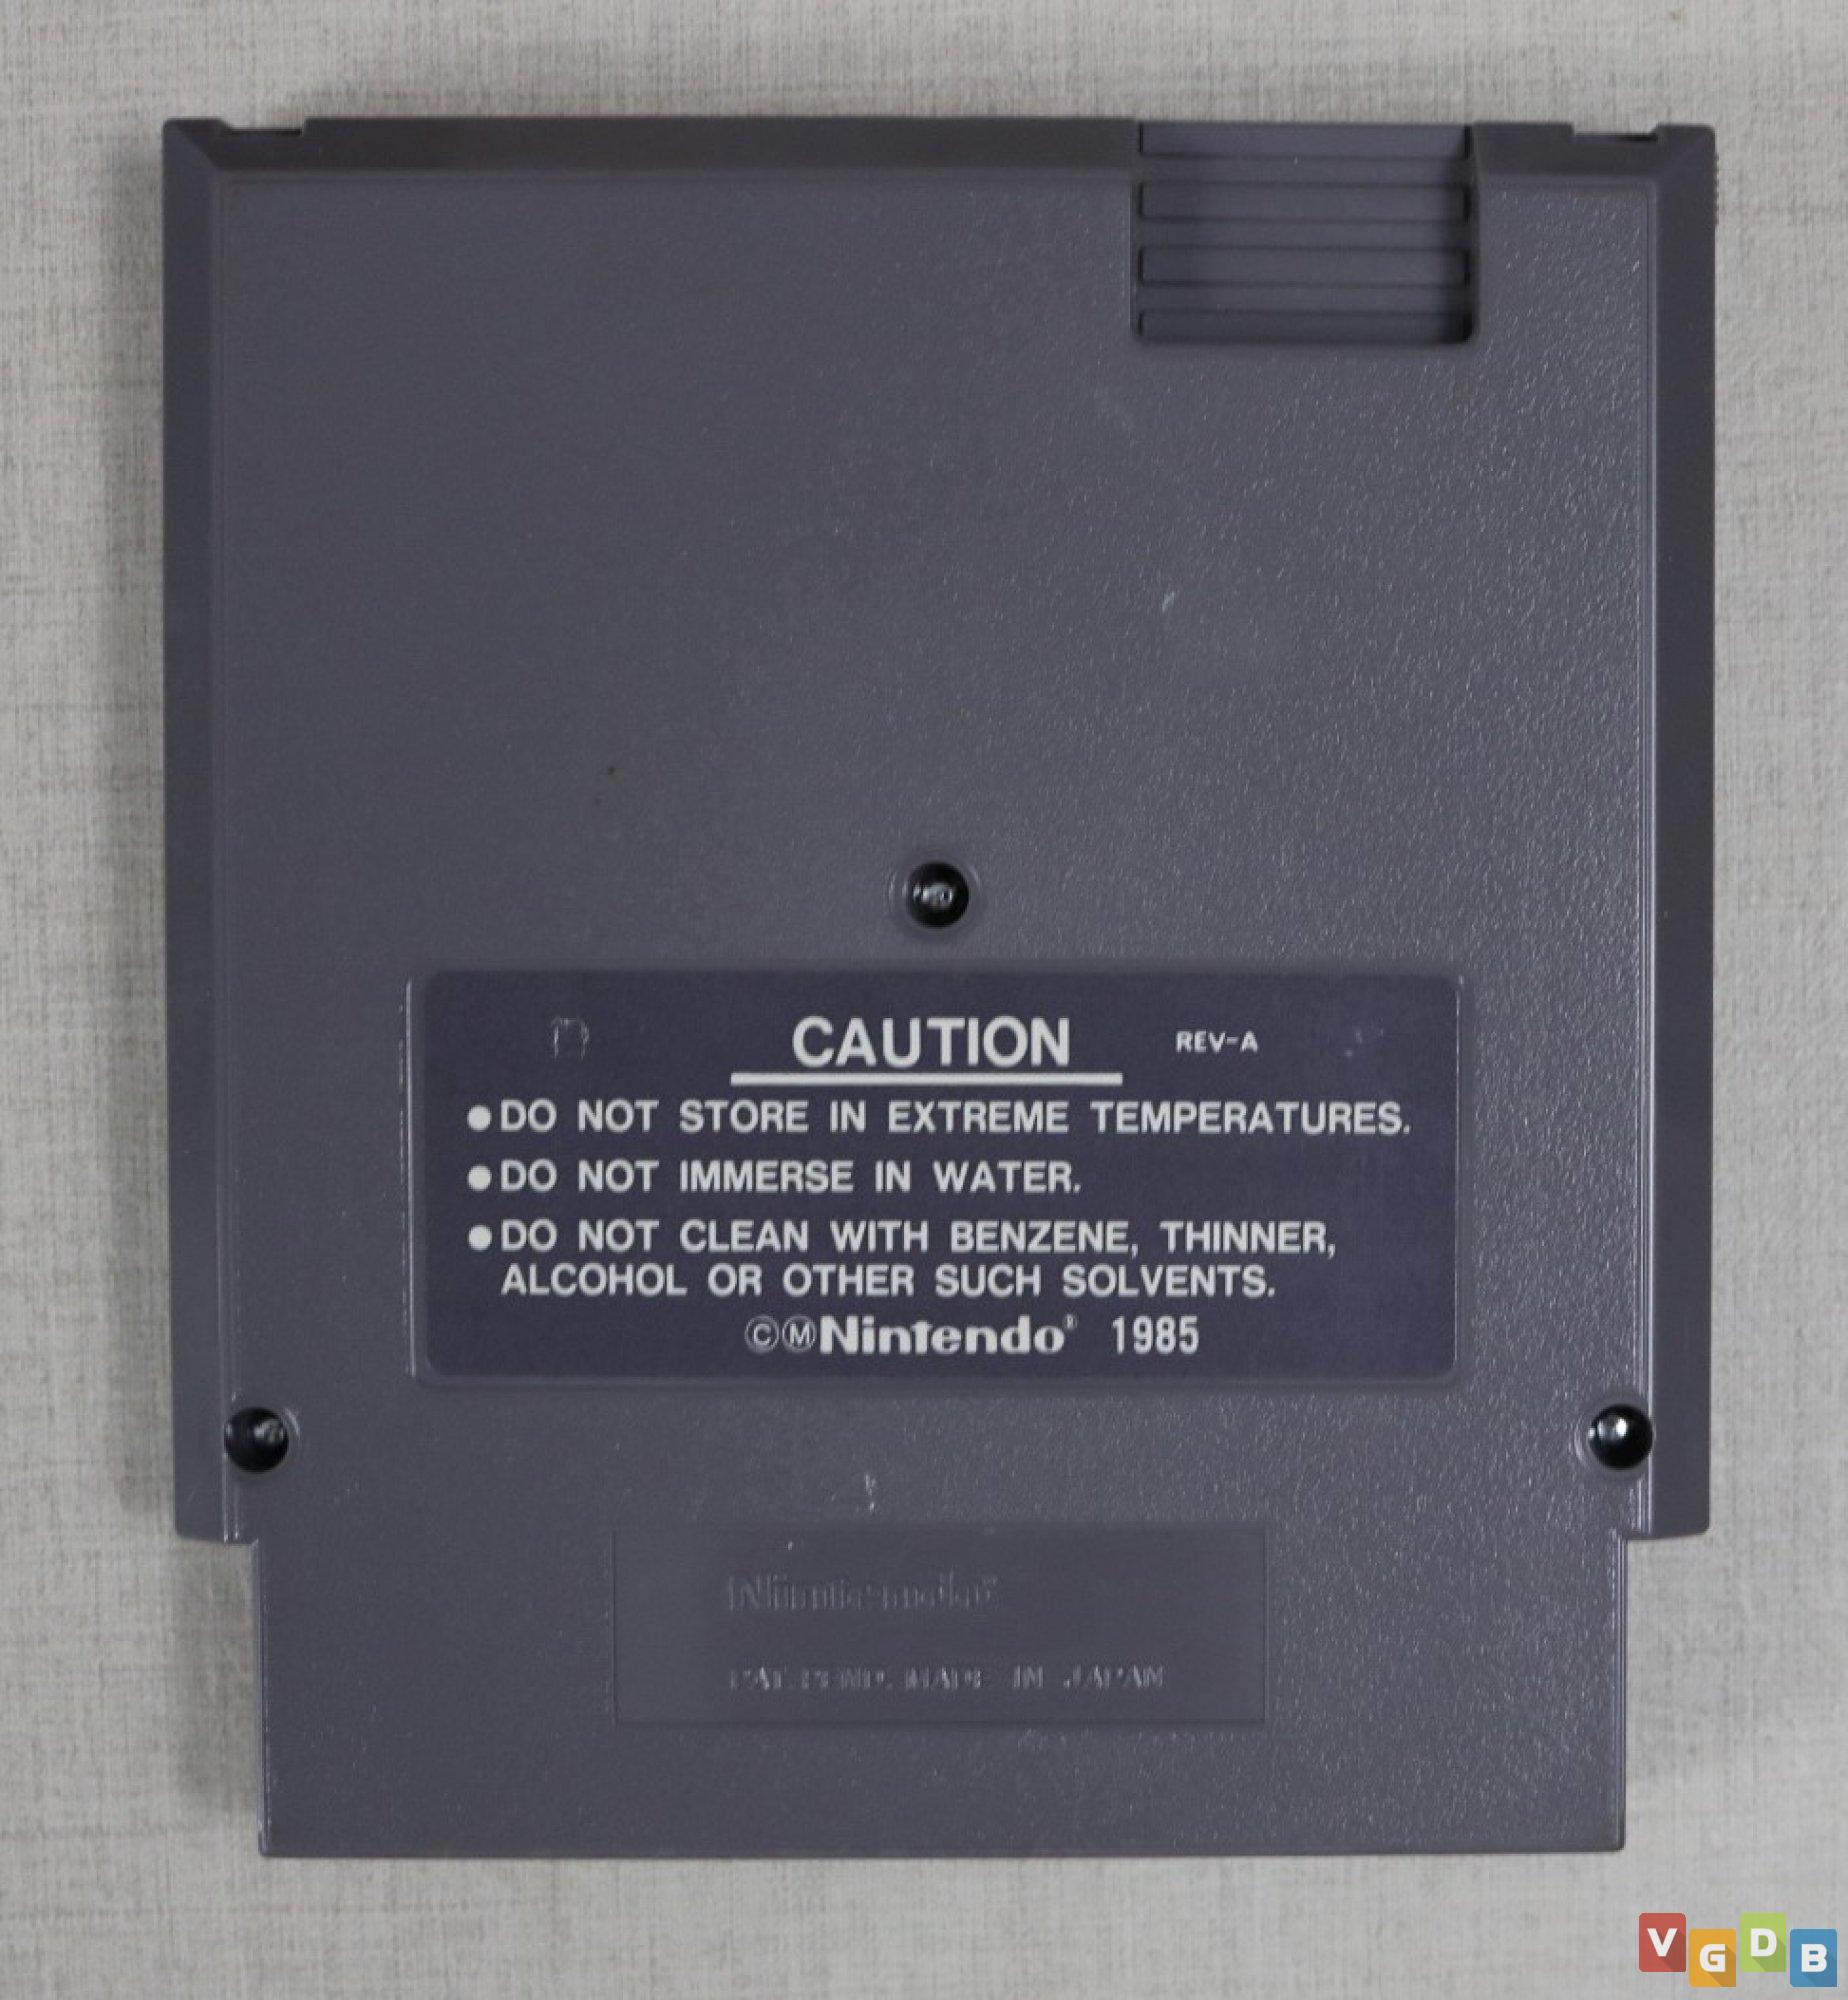 CAUTION REV-A
●DO NOT STORE IN EXTREME TEMPERATURES.
●DO NOT IMMERSE IN WATER.
●DO NOT CLEAN WITH BENZENE, THINNER,
ALCOHOL OR OTHER SUCH SOLVENTS.
©ⓂNintendo® 1985
Nintendo®
PAT. PEND. MADE IN JAPAN
VGDB